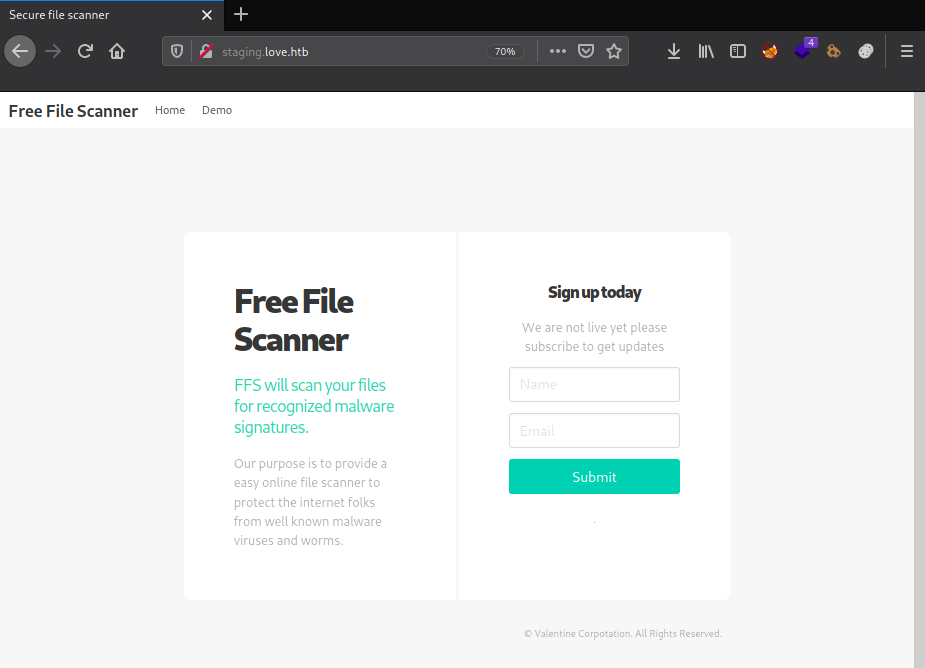 Secure file scanner
staging.love.htb
70%
4
Free File Scanner Home Demo
Free File
Scanner
FFS will scan your files
for recognized malware
signatures.
Our purpose is to provide a
easy online file scanner to
protect the internet folks
from well known malware
viruses and worms.
Sign up today
We are not live yet please
subscribe to get updates
Name
Email
Submit
.
© Valentine Corpotation. All Rights Reserved.